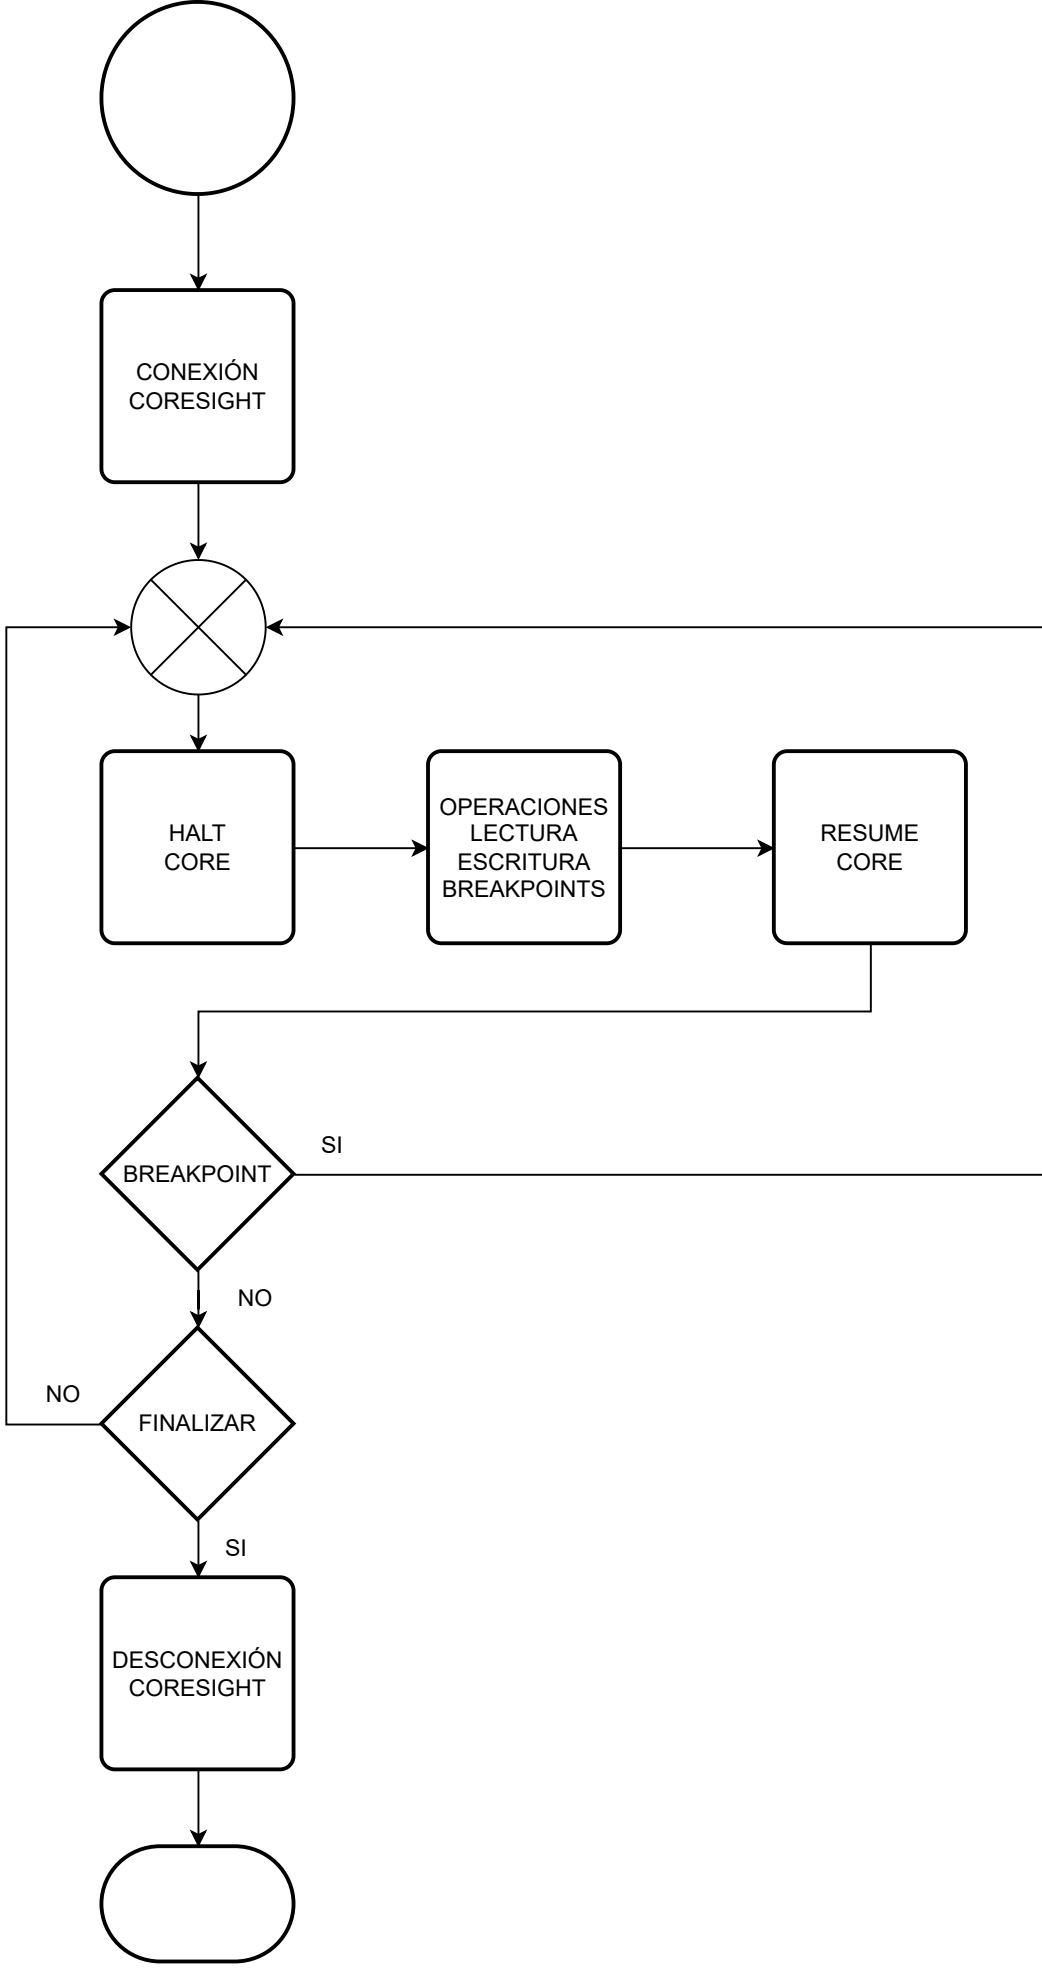 CONEXIÓN
CORESIGHT
HALT
CORE
OPERACIONES
LECTURA
ESCRITURA
BREAKPOINTS
RESUME
CORE
BREAKPOINT
SI
NO
FINALIZAR
NO
SI
DESCONEXIÓN
CORESIGHT